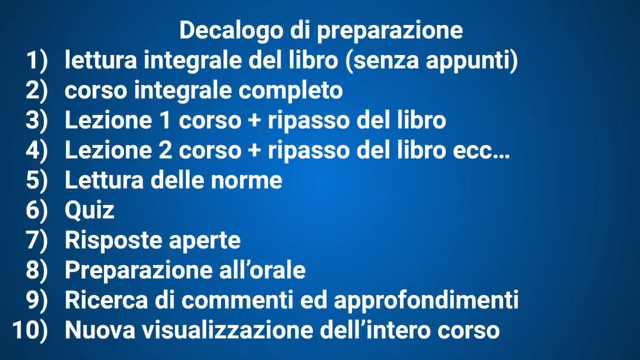 Decalogo di preparazione
1) lettura integrale del libro (senza appunti)
2) corso integrale completo
3) Lezione 1 corso + ripasso del libro
4) Lezione 2 corso + ripasso del libro ecc...
5) Lettura delle norme
6) Quiz
7) Risposte aperte
8) Preparazione all'orale
9) Ricerca di commenti ed approfondimenti
10) Nuova visualizzazione dell'intero corso